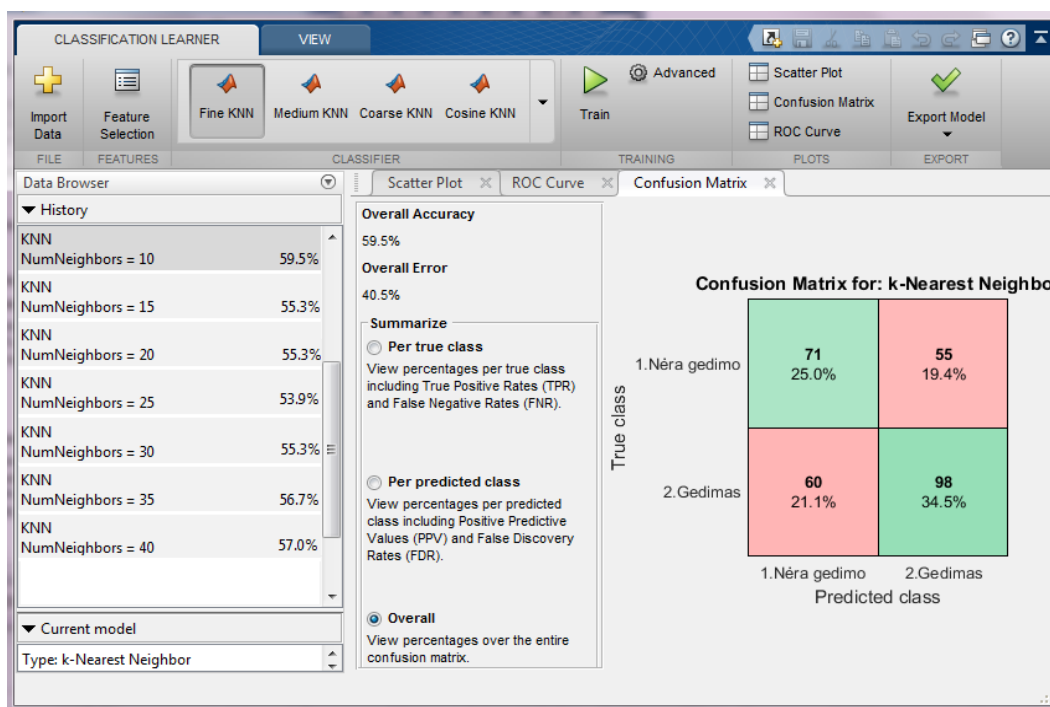 CLASSIFICATION LEARNER
VIEW
Import
Data
Feature
Selection
Fine KNN
Medium KNN
Coarse KNN
Cosine KNN
Train
Advanced
Scatter Plot
Confusion Matrix
ROC Curve
Export Model
FILE
FEATURES
CLASSIFIER
TRAINING
PLOTS
EXPORT
Data Browser
History
KNN
NumNeighbors = 10 59.5%
KNN
NumNeighbors = 15 55.3%
KNN
NumNeighbors = 20 55.3%
KNN
NumNeighbors = 25 53.9%
KNN
NumNeighbors = 30 55.3%
KNN
NumNeighbors = 35 56.7%
KNN
NumNeighbors = 40 57.0%
Current model
Type: k-Nearest Neighbor
Scatter Plot
ROC Curve
Confusion Matrix
Overall Accuracy
59.5%
Overall Error
40.5%
Summarize
Per true class
View percentages per true class
including True Positive Rates (TPR)
and False Negative Rates (FNR).
Per predicted class
View percentages per predicted
class including Positive Predictive
Values (PPV) and False Discovery
Rates (FDR).
Overall
View percentages over the entire
confusion matrix.
Confusion Matrix for: k-Nearest Neighbo
True class
1.Néra gedimo
71
25.0%
55
19.4%
2.Gedimas
60
21.1%
98
34.5%
1.Néra gedimo
2.Gedimas
Predicted class